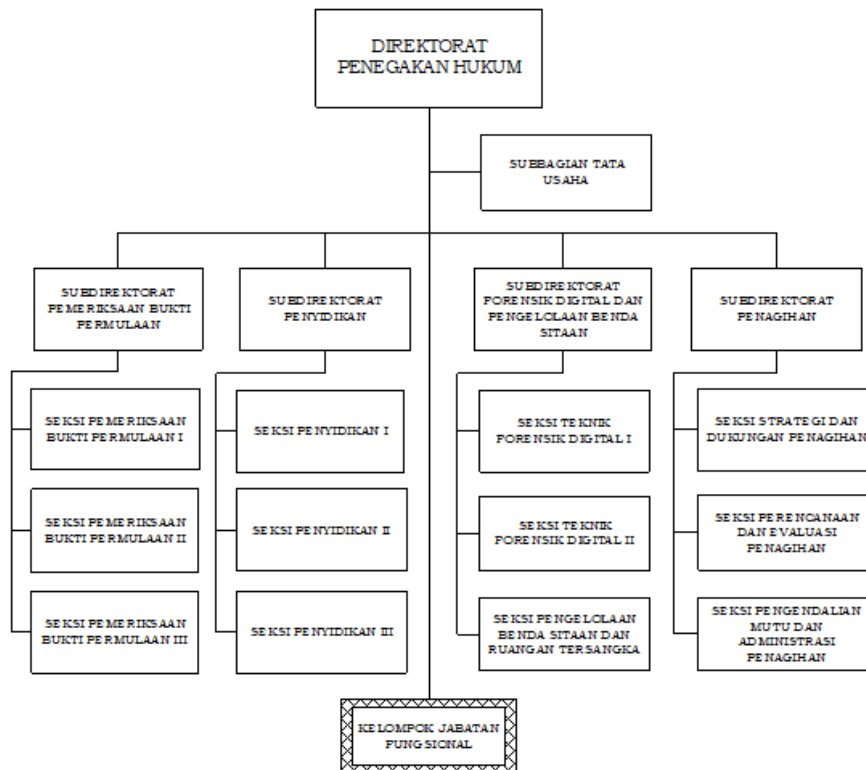 DIREKTORAT
PENEGAKAN HUKUM
SUBBAGIAN TATA
USAHA
SUBDIREKTORAT
PEMERIKSAAN BUKTI
PERMULAAN
SUBDIREKTORAT
PENYIDIKAN
SUBDIREKTORAT
FORENSIK DIGITAL DAN
PENGELOLAAN BENDA
SITAAN
SUBDIREKTORAT
PENAGIHAN
SEKSI PEMERIKSAAN
BUKTI PERMULAAN I
SEKSI PENYIDIKAN I
SEKSI TEKNIK
FORENSIK DIGITAL I
SEKSI STRATEGI DAN
DUKUNGAN PENAGIHAN
SEKSI PEMERIKSAAN
BUKTI PERMULAAN II
SEKSI PENYIDIKAN II
SEKSI TEKNIK
FORENSIK DIGITAL II
SEKSI PERENCANAAN
DAN EVALUASI
PENAGIHAN
SEKSI PEMERIKSAAN
BUKTI PERMULAAN III
SEKSI PENYIDIKAN III
SEKSI PENGELOLAAN
BENDA SITAAN DAN
RUANGAN TERSANGKA
SEKSI PENGENDALIAN
MUTU DAN
ADMINISTRASI
PENAGIHAN
KELOMPOK JABATAN
FUNGSIONAL